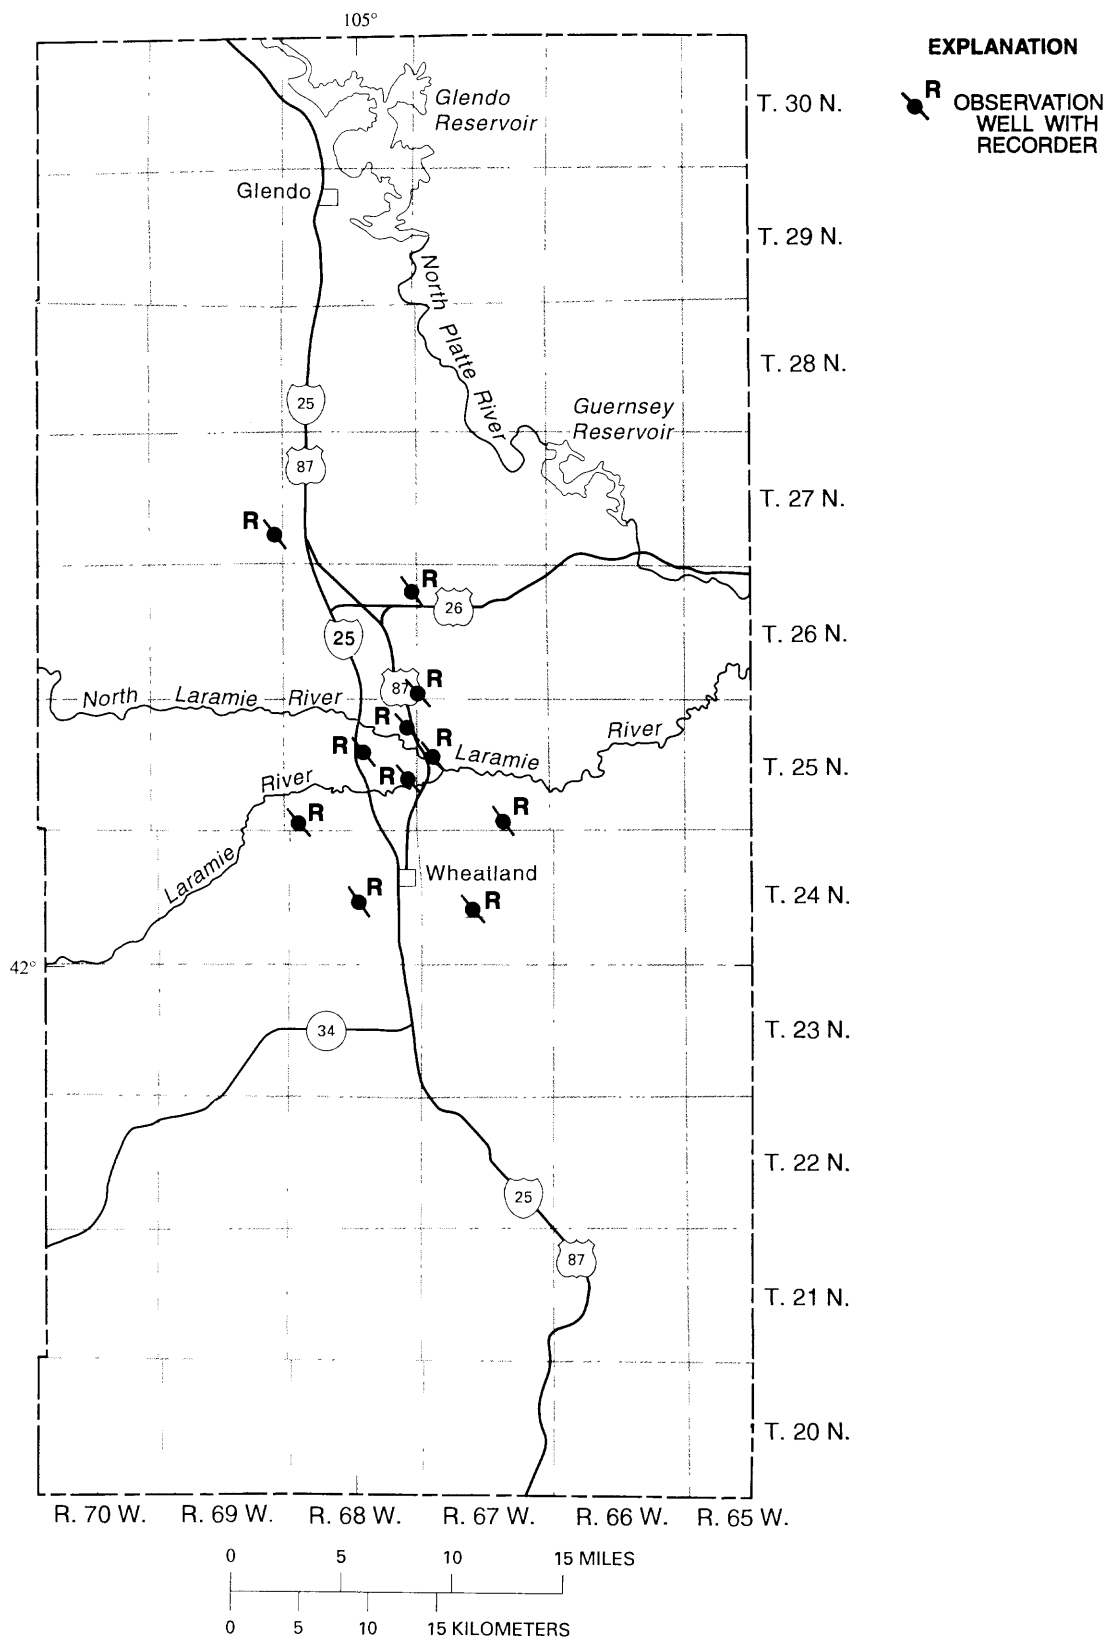 105°
EXPLANATION
R OBSERVATION
WELL WITH
RECORDER
Glendo
Reservoir
T. 30 N.
Glendo
T. 29 N.
North Platte River
T. 28 N.
25
Guernsey
Reservoir
87
T. 27 N.
R
R
26
25
T. 26 N.
87
R
North Laramie River
R
R
River
R
Laramie
T. 25 N.
R
River
R
R
Laramie
Wheatland
R
R
T. 24 N.
42°
34
T. 23 N.
T. 22 N.
25
87
T. 21 N.
T. 20 N.
R. 70 W. R. 69 W. R. 68 W. R. 67 W. R. 66 W. R. 65 W.
0 5 10 15 MILES
0 5 10 15 KILOMETERS